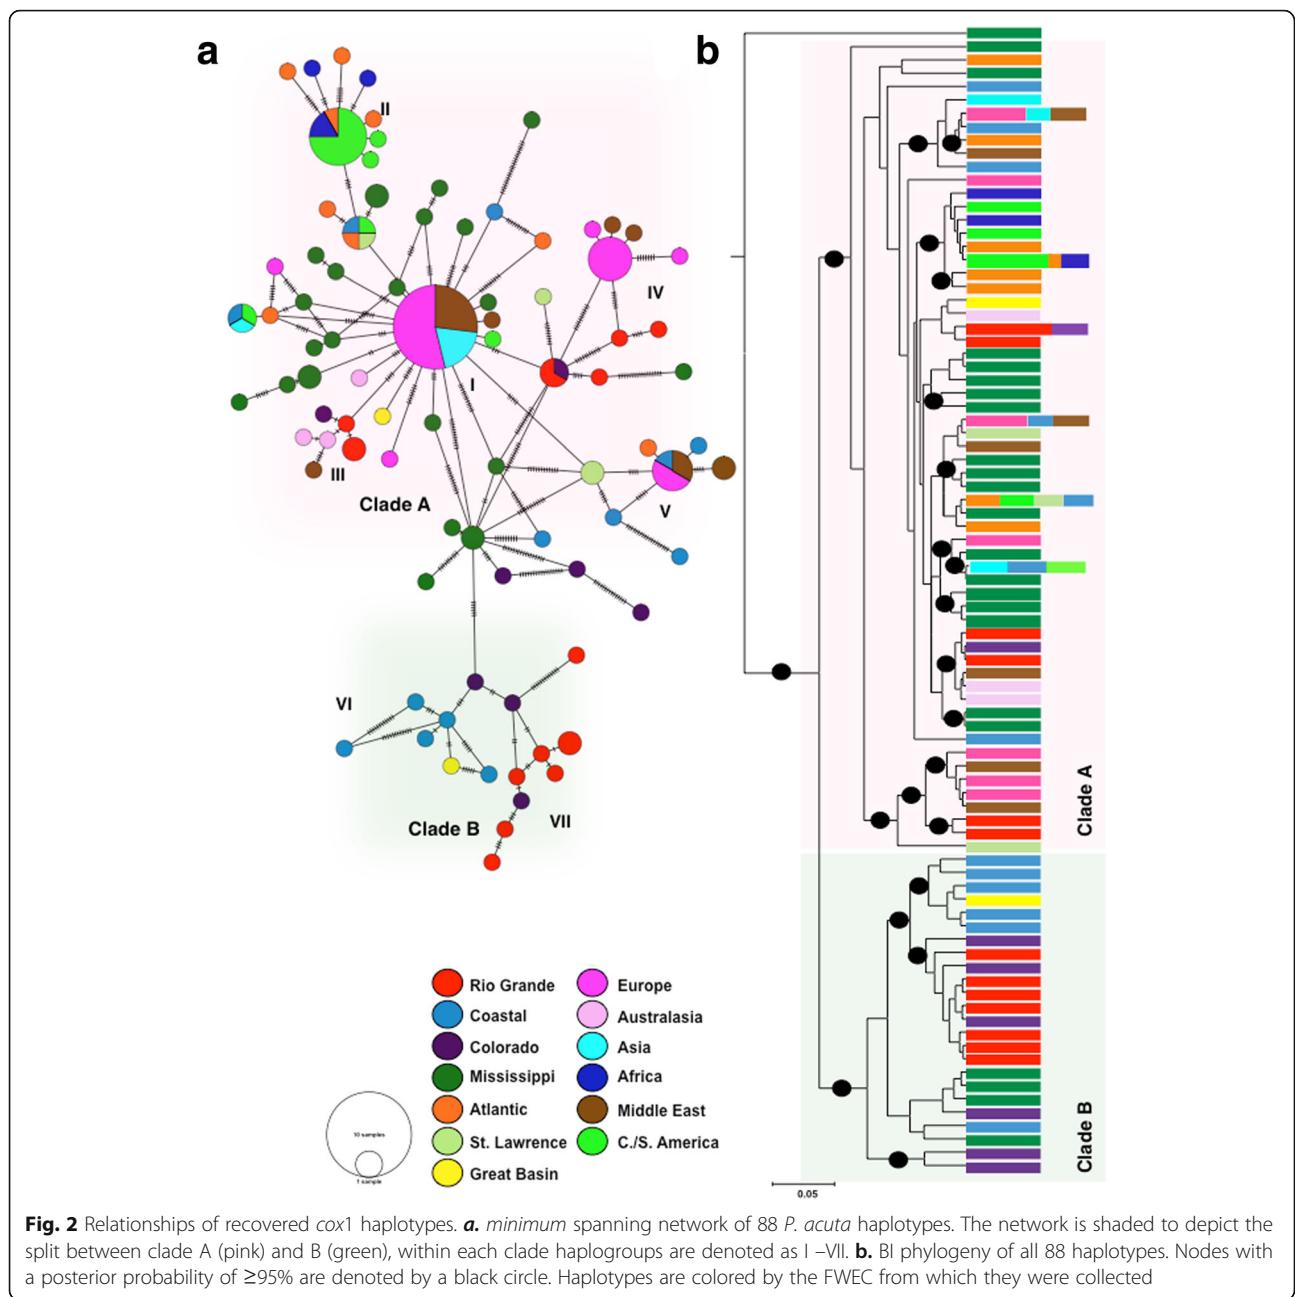 a
b
II
IV
I
III
Clade A
V
VI
Clade B
VII
Clade A
Clade B
Rio Grande
Coastal
Colorado
Mississippi
Atlantic
St. Lawrence
Great Basin
Europe
Australasia
Asia
Africa
Middle East
C./S. America
10 samples
1 sample
0.05
Fig. 2 Relationships of recovered cox1 haplotypes. a. minimum spanning network of 88 P. acuta haplotypes. The network is shaded to depict the
split between clade A (pink) and B (green), within each clade haplogroups are denoted as I –VII. b. BI phylogeny of all 88 haplotypes. Nodes with
a posterior probability of ≥95% are denoted by a black circle. Haplotypes are colored by the FWEC from which they were collected